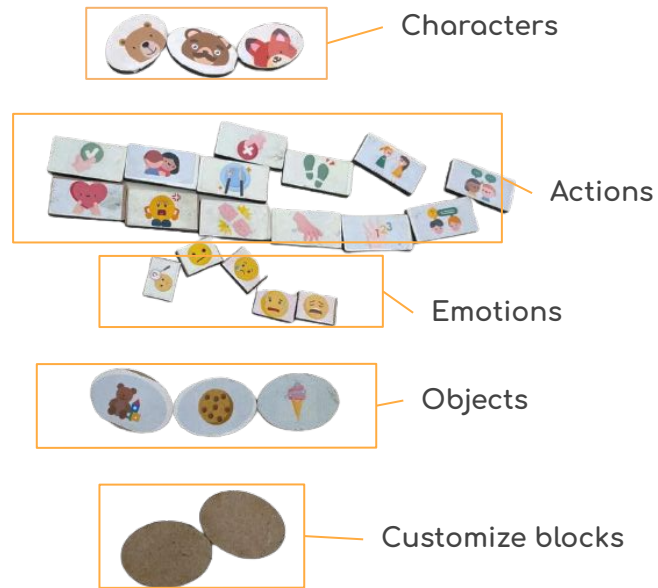 Characters
Actions
Emotions
Objects
Customize blocks